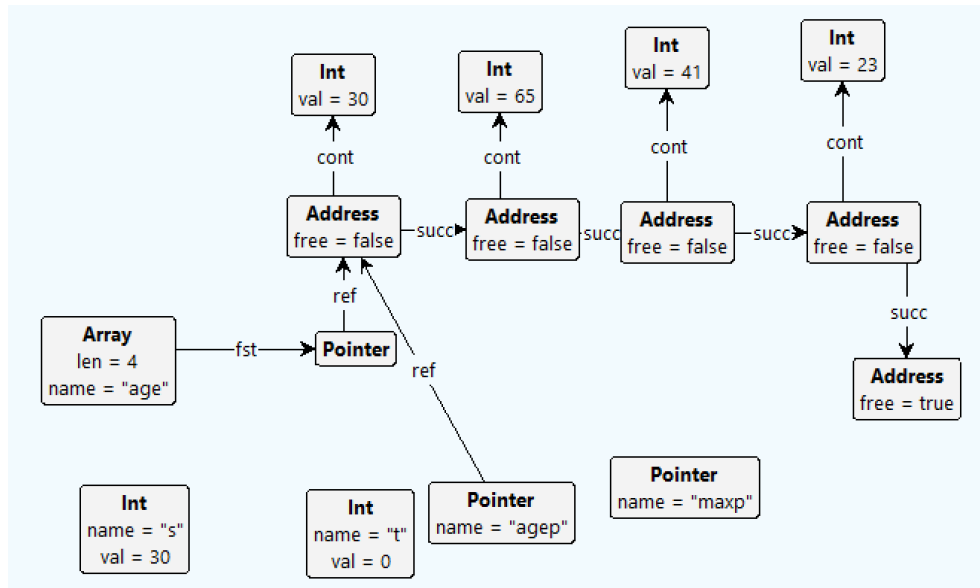 Int
val = 30
Int
val = 65
Int
val = 41
Int
val = 23
cont
cont
cont
cont
Address
free = false
succ
Address
free = false
succ
Address
free = false
succ
Address
free = false
ref
succ
Array
len = 4
name = "age"
fst
Pointer
ref
Address
free = true
Int
name = "s"
val = 30
Int
name = "t"
val = 0
Pointer
name = "agep"
Pointer
name = "maxp"